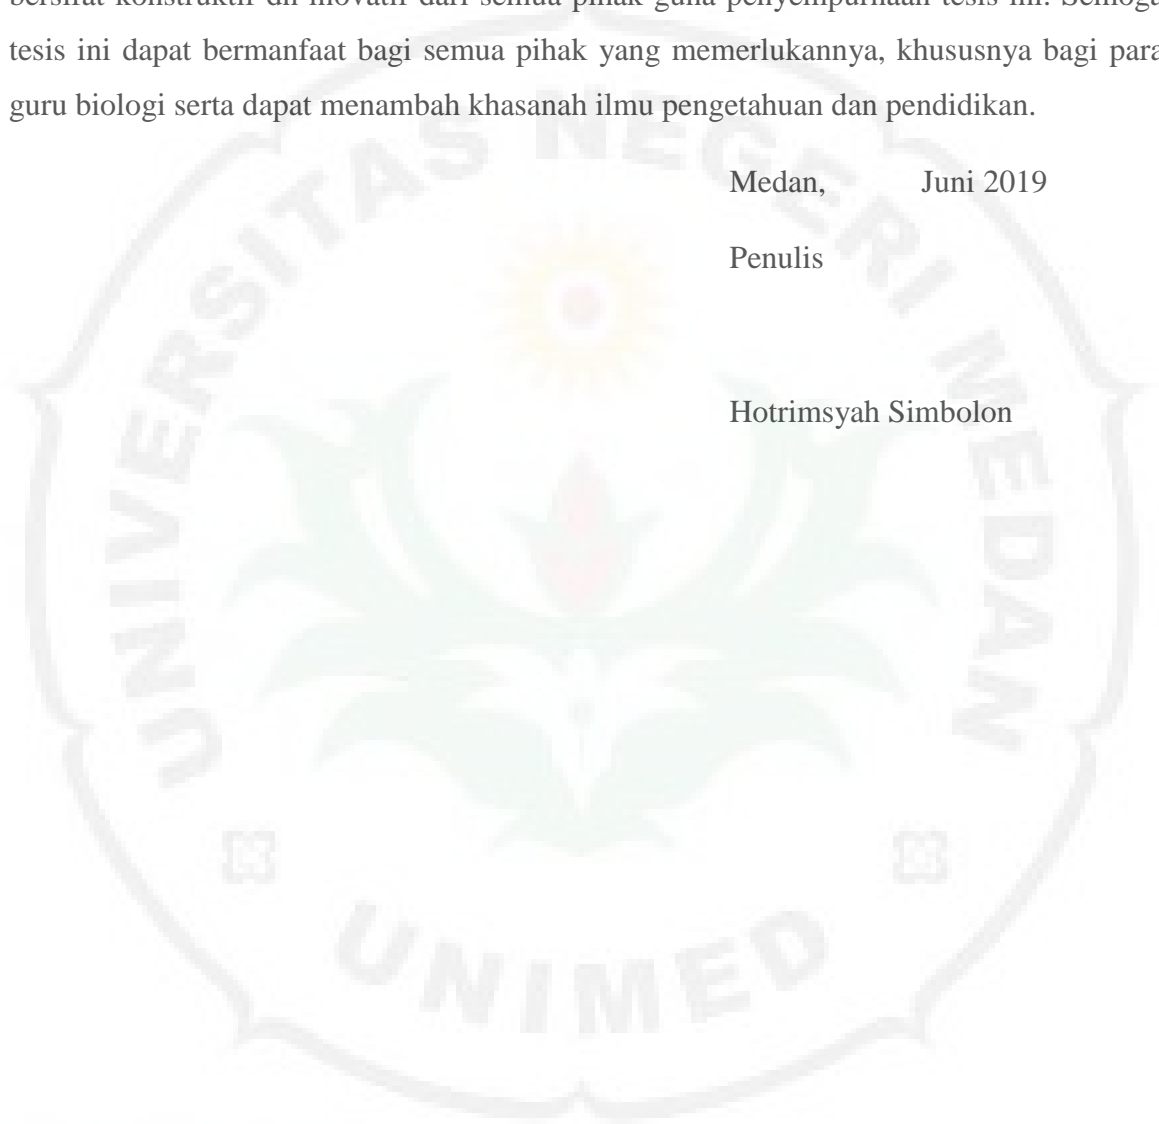 bersifat konstruktif dn inovatif dari semua pihak guna penyempurnaan tesis ini. Semoga
tesis ini dapat bermanfaat bagi semua pihak yang memerlukannya, khususnya bagi para
guru biologi serta dapat menambah khasanah ilmu pengetahuan dan pendidikan.
Medan, Juni 2019
Penulis
Hotrimsyah Simbolon
UNIVERSITAS NEGERI MEDAN
UNIMED